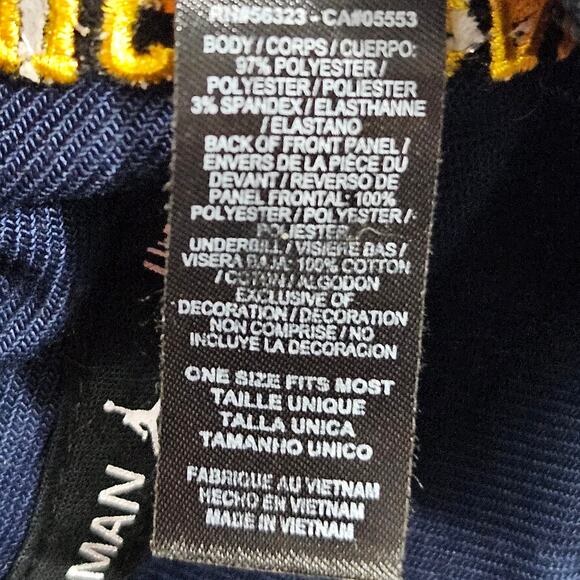 RN#56323 - CA#05553
BODY / CORPS / CUERPO:
97% POLYESTER /
POLYESTER / POLIESTER
3% SPANDEX / ELASTHANNE
/ ELASTANO
BACK OF FRONT PANEL /
ENVERS DE LA PIÈCE DU
DEVANT / REVERSO DE
PANEL FRONTAL: 100%
POLYESTER / POLYESTER /
POLIESTER
UNDERBILL / VISIÈRE BAS /
VISERA BAJA: 100% COTTON
/ COTON / ALGODON
EXCLUSIVE OF
DECORATION / DECORATION
NON COMPRISE / NO
INCLUYE LA DECORACION
ONE SIZE FITS MOST
TAILLE UNIQUE
TALLA UNICA
TAMANHO UNICO
FABRIQUE AU VIETNAM
HECHO EN VIETNAM
MADE IN VIETNAM
MAN